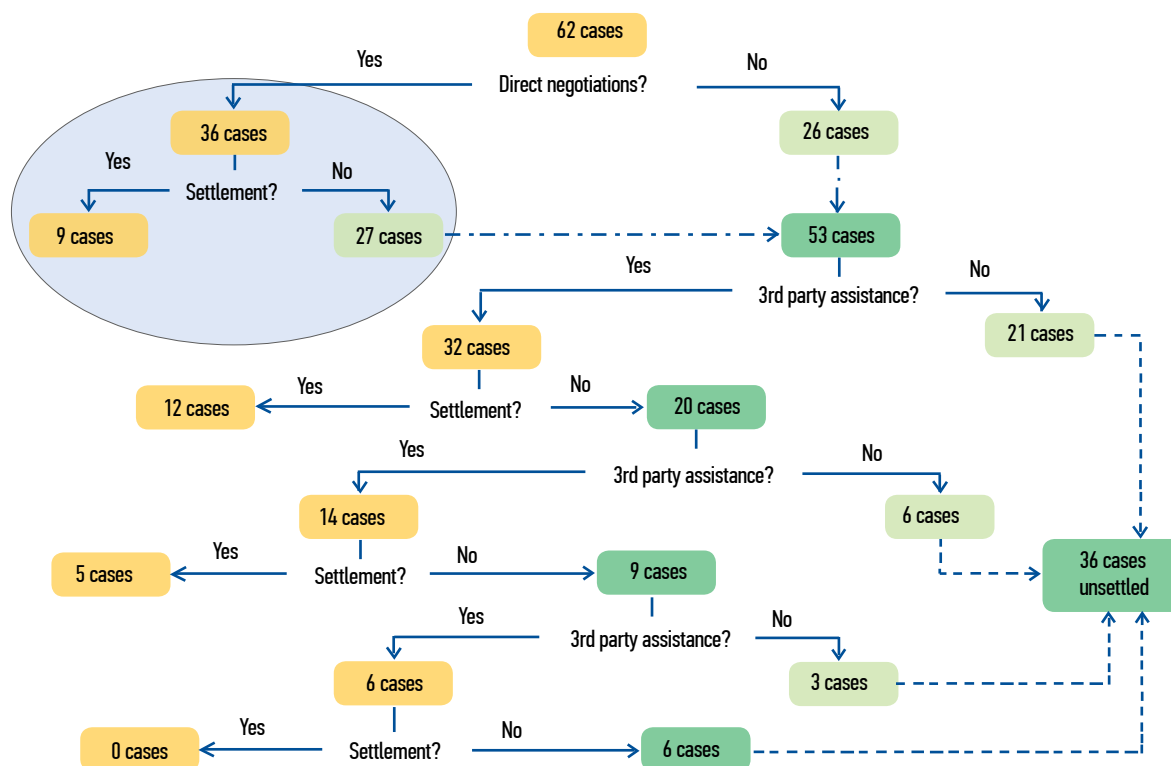 62 cases
Yes
Direct negotiations?
No
36 cases
26 cases
Yes
Settlement?
No
9 cases
27 cases
53 cases
Yes
3rd party assistance?
No
32 cases
21 cases
Yes
Settlement?
No
12 cases
20 cases
Yes
3rd party assistance?
No
14 cases
6 cases
Yes
Settlement?
No
5 cases
9 cases
36 cases
unsettled
Yes
3rd party assistance?
No
6 cases
3 cases
Yes
Settlement?
No
0 cases
6 cases